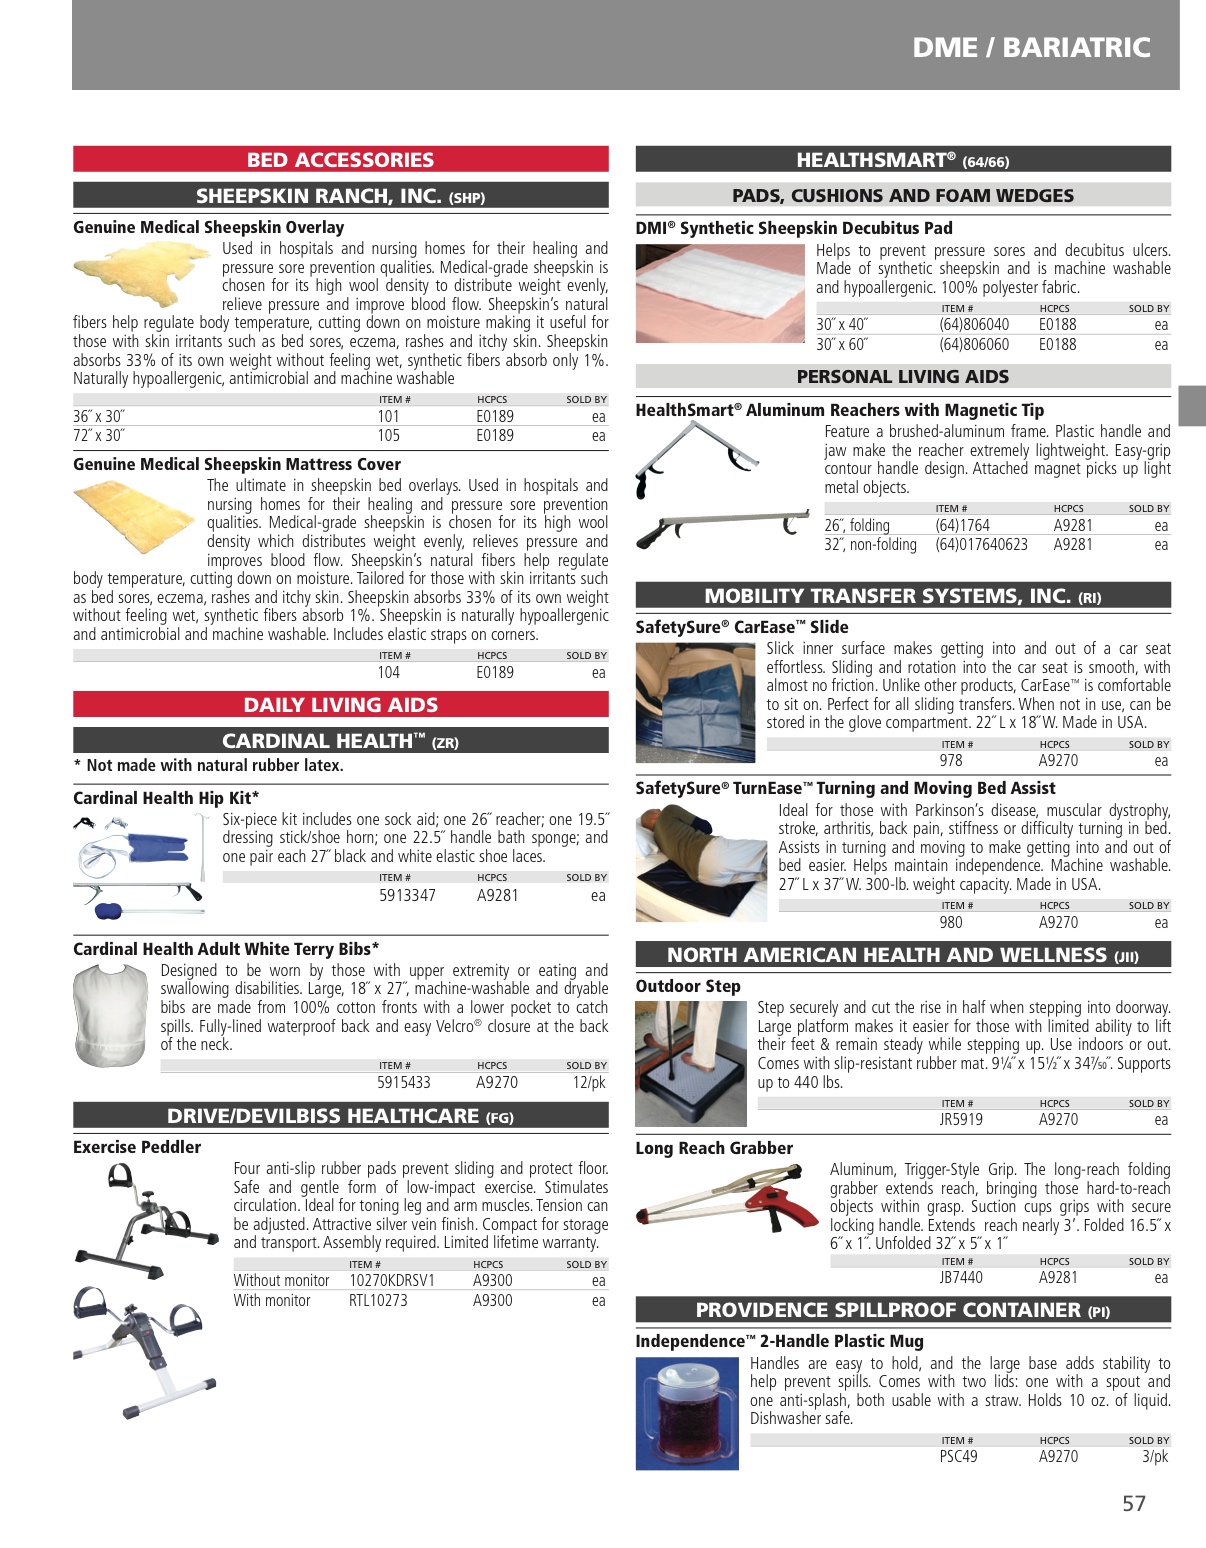 DME / BARIATRIC
BED ACCESSORIES
SHEEPSKIN RANCH, INC. (SHP)
Genuine Medical Sheepskin Overlay
Used in hospitals and nursing homes for their healing and
pressure sore prevention qualities. Medical-grade sheepskin is
chosen for its high wool density to distribute weight evenly,
relieve pressure and improve blood flow. Sheepskin’s natural
fibers help regulate body temperature, cutting down on moisture making it useful for
those with skin irritants such as bed sores, eczema, rashes and itchy skin. Sheepskin
absorbs 33% of its own weight without feeling wet, synthetic fibers absorb only 1%.
Naturally hypoallergenic, antimicrobial and machine washable
ITEM # HCPCS SOLD BY
36˝ x 30˝ 101 E0189 ea
72˝ x 30˝ 105 E0189 ea
Genuine Medical Sheepskin Mattress Cover
The ultimate in sheepskin bed overlays. Used in hospitals and
nursing homes for their healing and pressure sore prevention
qualities. Medical-grade sheepskin is chosen for its high wool
density which distributes weight evenly, relieves pressure and
improves blood flow. Sheepskin’s natural fibers help regulate
body temperature, cutting down on moisture. Tailored for those with skin irritants such
as bed sores, eczema, rashes and itchy skin. Sheepskin absorbs 33% of its own weight
without feeling wet, synthetic fibers absorb 1%. Sheepskin is naturally hypoallergenic
and antimicrobial and machine washable. Includes elastic straps on corners.
ITEM # HCPCS SOLD BY
104 E0189 ea
DAILY LIVING AIDS
CARDINAL HEALTH™ (ZR)
* Not made with natural rubber latex.
Cardinal Health Hip Kit*
Six-piece kit includes one sock aid; one 26˝ reacher; one 19.5˝
dressing stick/shoe horn; one 22.5˝ handle bath sponge; and
one pair each 27˝ black and white elastic shoe laces.
ITEM # HCPCS SOLD BY
5913347 A9281 ea
Cardinal Health Adult White Terry Bibs*
Designed to be worn by those with upper extremity or eating and
swallowing disabilities. Large, 18˝ x 27˝, machine-washable and dryable
bibs are made from 100% cotton fronts with a lower pocket to catch
spills. Fully-lined waterproof back and easy Velcro® closure at the back
of the neck.
ITEM # HCPCS SOLD BY
5915433 A9270 12/pk
DRIVE/DEVILBISS HEALTHCARE (FG)
Exercise Peddler
Four anti-slip rubber pads prevent sliding and protect floor.
Safe and gentle form of low-impact exercise. Stimulates
circulation. Ideal for toning leg and arm muscles. Tension can
be adjusted. Attractive silver vein finish. Compact for storage
and transport. Assembly required. Limited lifetime warranty.
ITEM # HCPCS SOLD BY
Without monitor 10270KDRSV1 A9300 ea
With monitor RTL10273 A9300 ea
HEALTHSMART® (64/66)
PADS, CUSHIONS AND FOAM WEDGES
DMI® Synthetic Sheepskin Decubitus Pad
Helps to prevent pressure sores and decubitus ulcers.
Made of synthetic sheepskin and is machine washable
and hypoallergenic. 100% polyester fabric.
ITEM # HCPCS SOLD BY
30˝ x 40˝ (64)806040 E0188 ea
30˝ x 60˝ (64)806060 E0188 ea
PERSONAL LIVING AIDS
HealthSmart® Aluminum Reachers with Magnetic Tip
Feature a brushed-aluminum frame. Plastic handle and
jaw make the reacher extremely lightweight. Easy-grip
contour handle design. Attached magnet picks up light
metal objects.
ITEM # HCPCS SOLD BY
26˝, folding (64)1764 A9281 ea
32˝, non-folding (64)017640623 A9281 ea
MOBILITY TRANSFER SYSTEMS, INC. (RI)
SafetySure® CarEase™ Slide
Slick inner surface makes getting into and out of a car seat
effortless. Sliding and rotation into the car seat is smooth, with
almost no friction. Unlike other products, CarEase™ is comfortable
to sit on. Perfect for all sliding transfers. When not in use, can be
stored in the glove compartment. 22˝ L x 18˝ W. Made in USA.
ITEM # HCPCS SOLD BY
978 A9270 ea
SafetySure® TurnEase™ Turning and Moving Bed Assist
Ideal for those with Parkinson’s disease, muscular dystrophy,
stroke, arthritis, back pain, stiffness or difficulty turning in bed.
Assists in turning and moving to make getting into and out of
bed easier. Helps maintain independence. Machine washable.
27˝ L x 37˝ W. 300-lb. weight capacity. Made in USA.
ITEM # HCPCS SOLD BY
980 A9270 ea
NORTH AMERICAN HEALTH AND WELLNESS (JII)
Outdoor Step
Step securely and cut the rise in half when stepping into doorway.
Large platform makes it easier for those with limited ability to lift
their feet & remain steady while stepping up. Use indoors or out.
Comes with slip-resistant rubber mat. 9¼˝ x 15½˝ x 34⁷⁄₅₀˝. Supports
up to 440 lbs.
ITEM # HCPCS SOLD BY
JR5919 A9270 ea
Long Reach Grabber
Aluminum, Trigger-Style Grip. The long-reach folding
grabber extends reach, bringing those hard-to-reach
objects within grasp. Suction cups grips with secure
locking handle. Extends reach nearly 3’. Folded 16.5˝ x
6˝ x 1˝. Unfolded 32˝ x 5˝ x 1˝
ITEM # HCPCS SOLD BY
JB7440 A9281 ea
PROVIDENCE SPILLPROOF CONTAINER (PI)
Independence™ 2-Handle Plastic Mug
Handles are easy to hold, and the large base adds stability to
help prevent spills. Comes with two lids: one with a spout and
one anti-splash, both usable with a straw. Holds 10 oz. of liquid.
Dishwasher safe.
ITEM # HCPCS SOLD BY
PSC49 A9270 3/pk
57